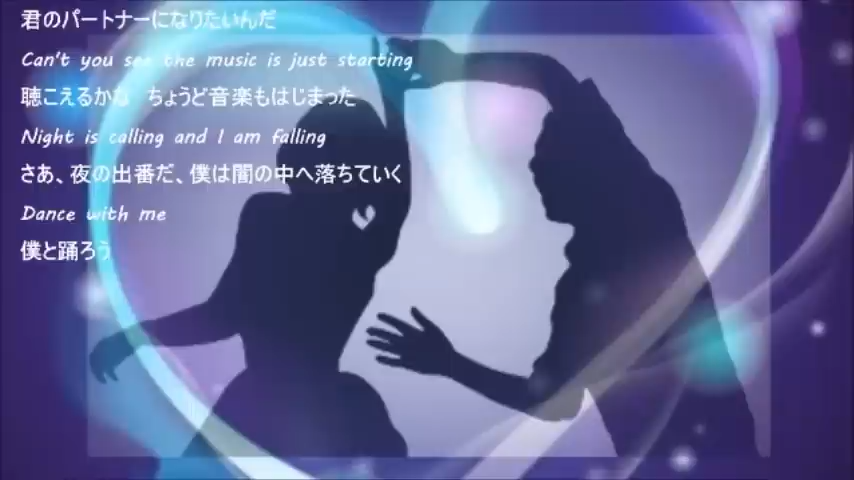 君のパートナーになりたいんだ
Can't you see the music is just starting
聴こえるかな　ちょうど音楽もはじまった
Night is calling and I am falling
さあ、夜の出番だ、僕は闇の中へ落ちていく
Dance with me
僕と踊ろう